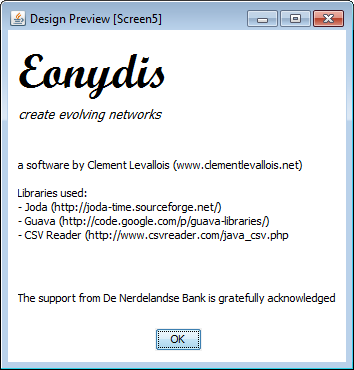 Design Preview [Screen5]
Eonydis
create evolving networks
a software by Clement Levallois (www.clementlevallois.net)
Libraries used:
- Joda (http://joda-time.sourceforge.net/)
- Guava (http://code.google.com/p/guava-libraries/)
- CSV Reader (http://www.csvreader.com/java_csv.php
The support from De Nerdelandse Bank is gratefully acknowledged
OK